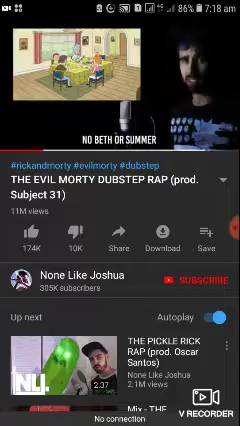 4G 86% 7:18 am
NO BETH OR SUMMER
#rickandmorty #evilmorty #dubstep
THE EVIL MORTY DUBSTEP RAP (prod.
Subject 31)
11M views
174K 10K Share Download Save
None Like Joshua
305K subscribers
SUBSCRIBE
Up next
Autoplay
THE PICKLE RICK
RAP (prod. Oscar
Santos)
None Like Joshua
2.1M views
NLJ
2:37
V RECORDER
Mix - THE
No connection